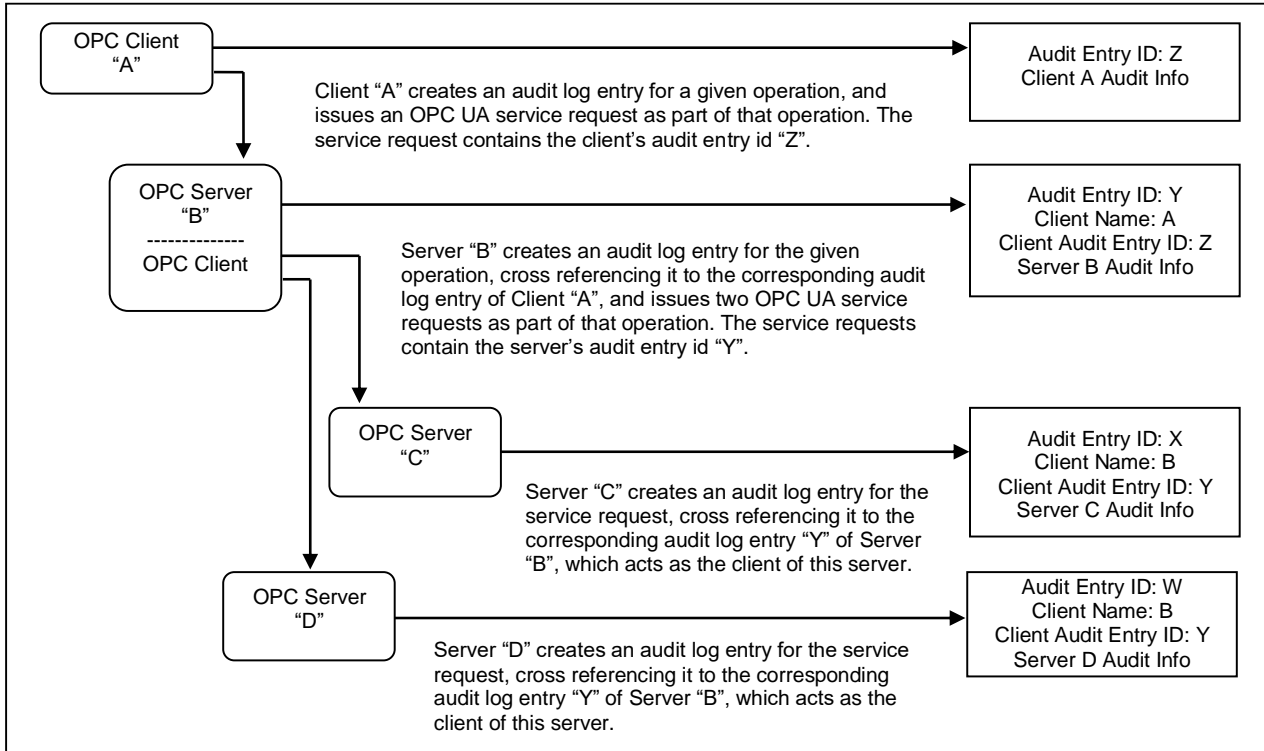 OPC Client
“A”
Audit Entry ID: Z
Client A Audit Info
Client “A” creates an audit log entry for a given operation, and
issues an OPC UA service request as part of that operation. The
service request contains the client’s audit entry id “Z”.
OPC Server
“B”
---------------
OPC Client
Audit Entry ID: Y
Client Name: A
Client Audit Entry ID: Z
Server B Audit Info
Server “B” creates an audit log entry for the given
operation, cross referencing it to the corresponding audit
log entry of Client “A”, and issues two OPC UA service
requests as part of that operation. The service requests
contain the server’s audit entry id “Y”.
OPC Server
“C”
Audit Entry ID: X
Client Name: B
Client Audit Entry ID: Y
Server C Audit Info
Server “C” creates an audit log entry for the
service request, cross referencing it to the
corresponding audit log entry “Y” of Server
“B”, which acts as the client of this server.
OPC Server
“D”
Audit Entry ID: W
Client Name: B
Client Audit Entry ID: Y
Server D Audit Info
Server “D” creates an audit log entry for the service
request, cross referencing it to the corresponding
audit log entry “Y” of Server “B”, which acts as the
client of this server.